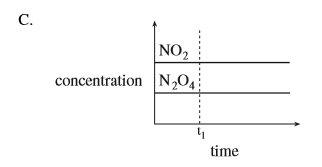 C.
NO₂
concentration N₂O₄
t₁
time